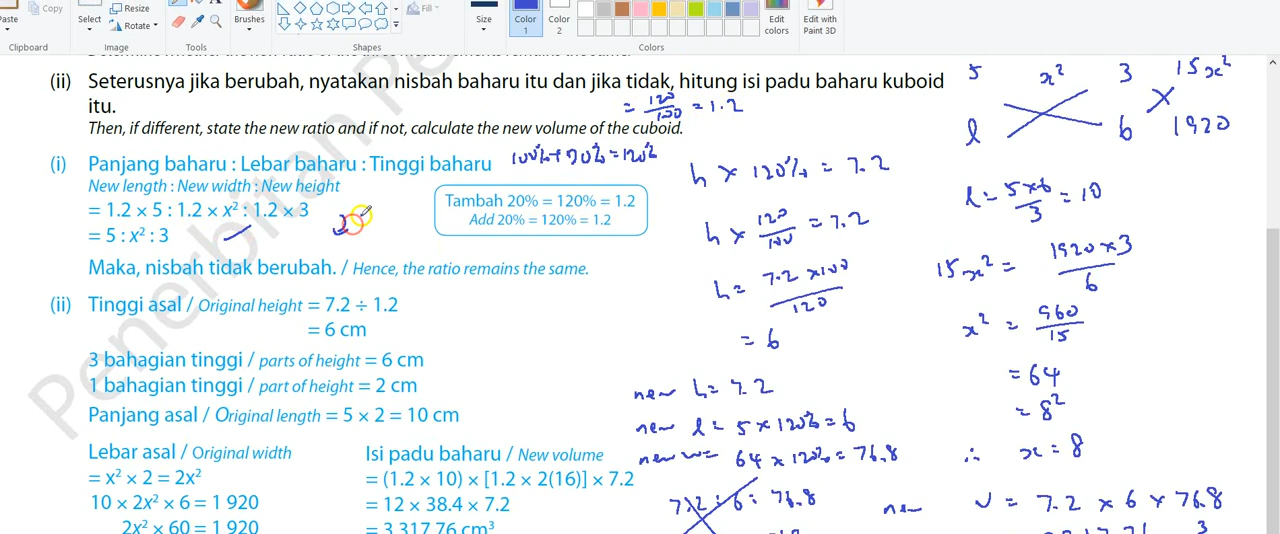 Paste
Copy
Select
Resize
Rotate
Brushes
Fill
Size
Color
1
Color
2
Edit
colors
Edit with
Paint 3D
Clipboard
Image
Tools
Shapes
Colors
(ii) Seterusnya jika berubah, nyatakan nisbah baharu itu dan jika tidak, hitung isi padu baharu kuboid
itu.
Then, if different, state the new ratio and if not, calculate the new volume of the cuboid.
= 120/100 = 1.2
(i) Panjang baharu : Lebar baharu : Tinggi baharu
100% + 20% = 120%
New length : New width : New height
= 1.2 × 5 : 1.2 × x² : 1.2 × 3
= 5 : x² : 3
Tambah 20% = 120% = 1.2
Add 20% = 120% = 1.2
Maka, nisbah tidak berubah. / Hence, the ratio remains the same.
(ii) Tinggi asal / Original height = 7.2 ÷ 1.2
= 6 cm
3 bahagian tinggi / parts of height = 6 cm
1 bahagian tinggi / part of height = 2 cm
Panjang asal / Original length = 5 × 2 = 10 cm
Lebar asal / Original width
= x² × 2 = 2x²
10 × 2x² × 6 = 1 920
2x² × 60 = 1 920
Isi padu baharu / New volume
= (1.2 × 10) × [1.2 × 2(16)] × 7.2
= 12 × 38.4 × 7.2
= 3 317.76 cm³
h × 120% = 7.2
h × 120/100 = 7.2
h = 7.2 × 100/120
= 6
new h = 7.2
new l = 5 × 120% = 6
new w = 64 × 120% = 76.8
7.2 : 6 : 76.8
5 x² 3 15x²
l 6 1920
l = 5×6/3 = 10
15x² = 1920 × 3/6
x² = 960/15
= 64
= 8²
∴ x = 8
new V = 7.2 × 6 × 76.8
Penerbitan